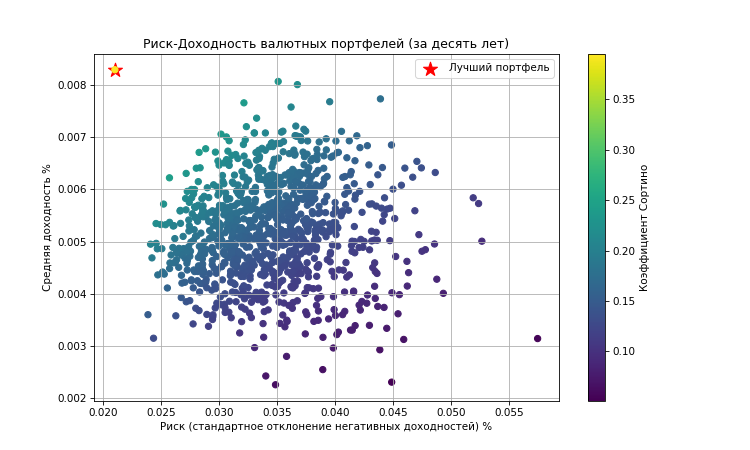 Риск-Доходность валютных портфелей (за десять лет)
Лучший портфель
0.008
0.007
0.006
0.005
0.004
0.003
0.002
Средняя доходность %
0.020 0.025 0.030 0.035 0.040 0.045 0.050 0.055
Риск (стандартное отклонение негативных доходностей) %
0.35
0.30
0.25
0.20
0.15
0.10
Коэффициент Сортино